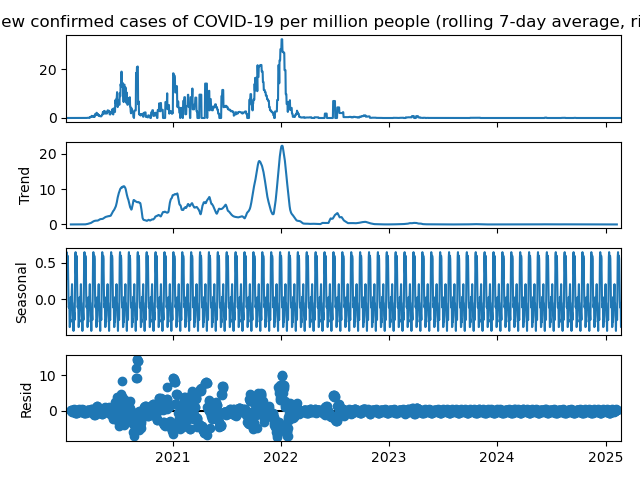 ew confirmed cases of COVID-19 per million people (rolling 7-day average, ri
20
0
20
10
0
Trend
0.5
0.0
Seasonal
10
0
Resid
2021 2022 2023 2024 2025